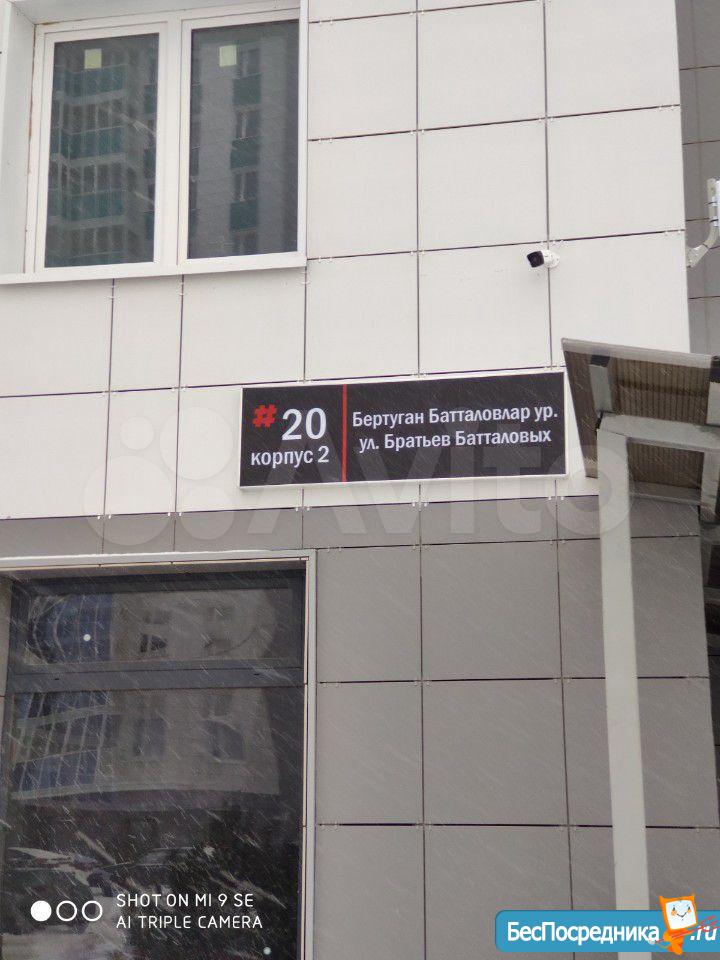 #20
корпус 2
Бертуган Батталовлар ур.
ул. Братьев Батталовых
Avito
SHOT ON MI 9 SE
AI TRIPLE CAMERA
БесПосредника.ru